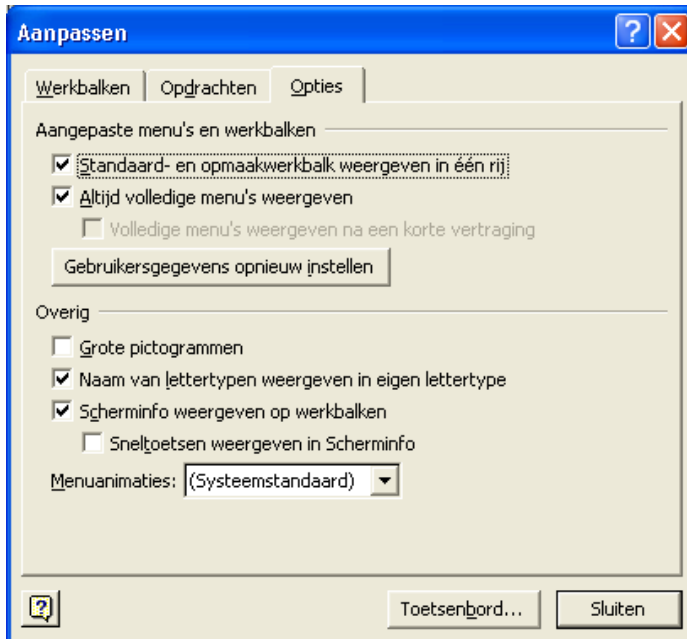 Aanpassen
Werkbalken Opdrachten Opties
Aangepaste menu's en werkbalken
Standaard- en opmaakwerkbalk weergeven in één rij
Altijd volledige menu's weergeven
Volledige menu's weergeven na een korte vertraging
Gebruikersgegevens opnieuw instellen
Overig
Grote pictogrammen
Naam van lettertypen weergeven in eigen lettertype
Scherminfo weergeven op werkbalken
Sneltoetsen weergeven in Scherminfo
Menuanimaties: (Systeemstandaard)
Toetsenbord... Sluiten